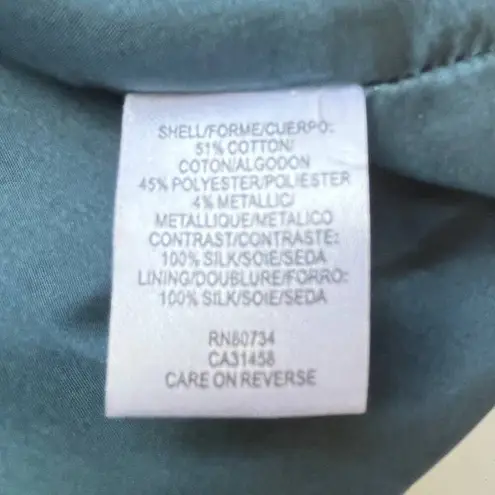 SHELL/FORME/CUERPO:
51% COTTON/
COTON/ALGODON
45% POLYESTER/POLIESTER
4% METALLIC/
METALLIQUE/METALICO
CONTRAST/CONTRASTE:
100% SILK/SOIE/SEDA
LINING/DOUBLURE/FORRO:
100% SILK/SOIE/SEDA
RN80734
CA31458
CARE ON REVERSE